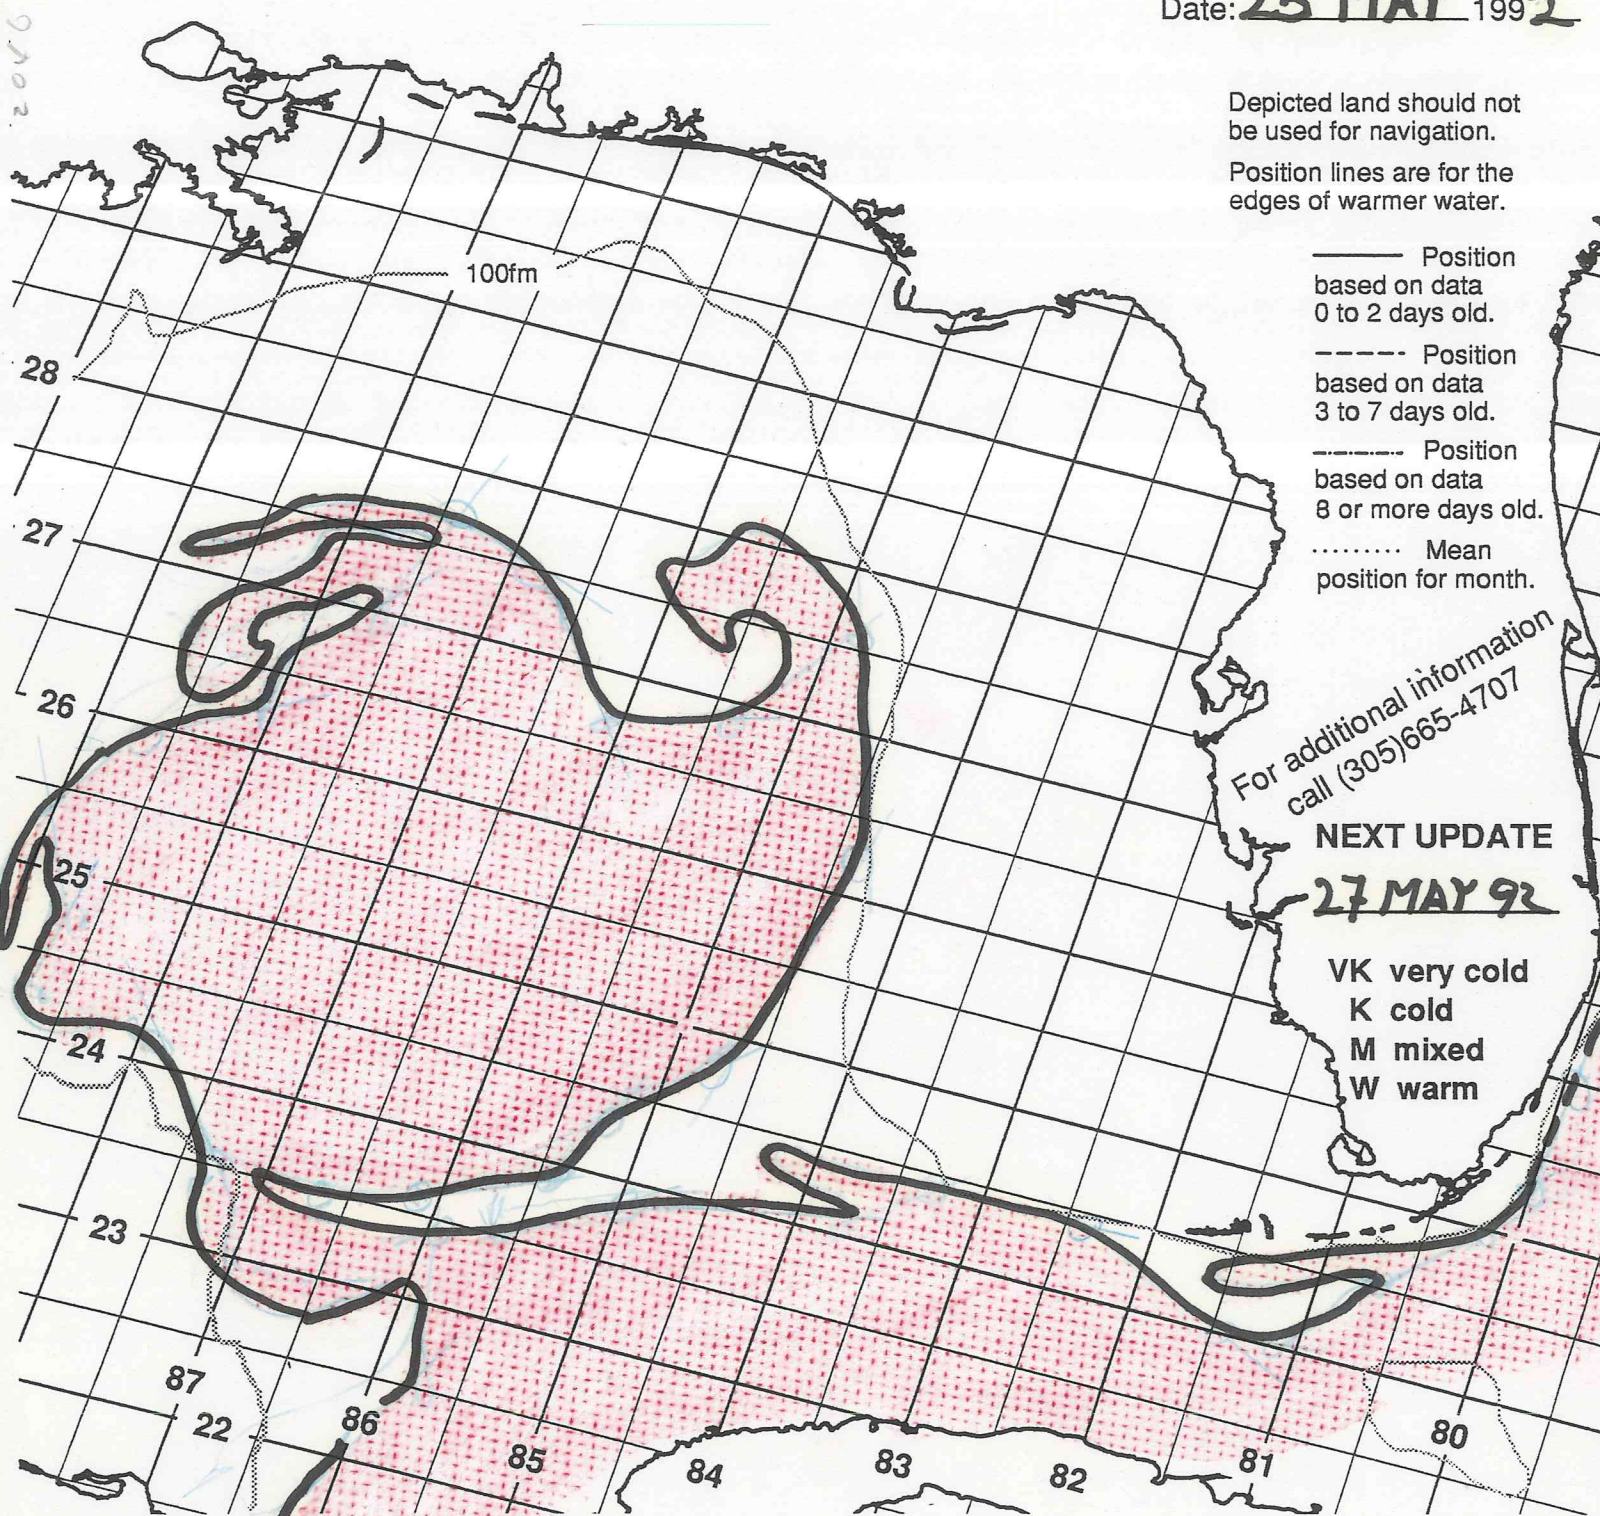 Date: 25 MAY 1992
Depicted land should not
be used for navigation.
Position lines are for the
edges of warmer water.
Position
based on data
0 to 2 days old.
Position
based on data
3 to 7 days old.
Position
based on data
8 or more days old.
Mean
position for month.
For additional information
call (305)665-4707
NEXT UPDATE
27 MAY 92
VK very cold
K cold
M mixed
W warm
100fm
28
27
26
25
24
23
22
87
86
85
84
83
82
81
80